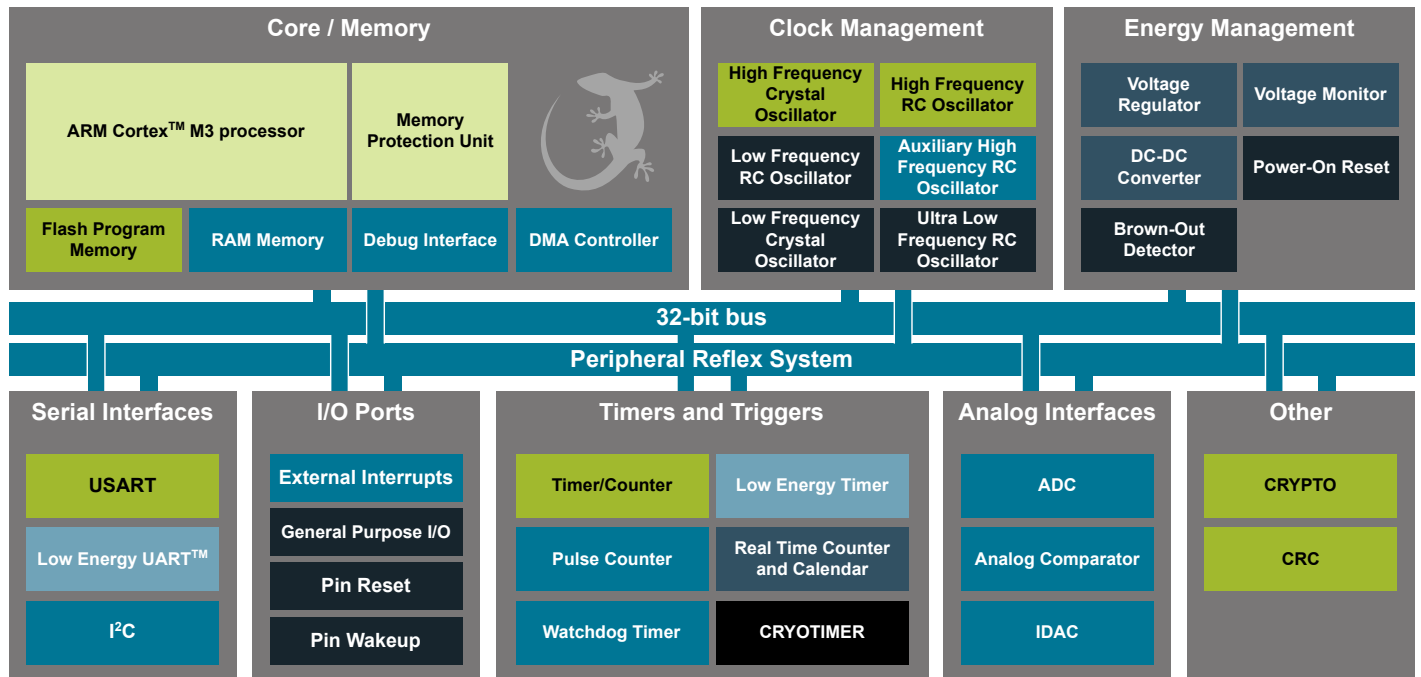 Core / Memory
ARM Cortex™ M3 processor
Memory
Protection Unit
Flash Program
Memory
RAM Memory
Debug Interface
DMA Controller
Clock Management
High Frequency
Crystal
Oscillator
High Frequency
RC Oscillator
Low Frequency
RC Oscillator
Auxiliary High
Frequency RC
Oscillator
Low Frequency
Crystal
Oscillator
Ultra Low
Frequency RC
Oscillator
Energy Management
Voltage
Regulator
Voltage Monitor
DC-DC
Converter
Power-On Reset
Brown-Out
Detector
32-bit bus
Peripheral Reflex System
Serial Interfaces
USART
Low Energy UART™
I²C
I/O Ports
External Interrupts
General Purpose I/O
Pin Reset
Pin Wakeup
Timers and Triggers
Timer/Counter
Low Energy Timer
Pulse Counter
Real Time Counter
and Calendar
Watchdog Timer
CRYOTIMER
Analog Interfaces
ADC
Analog Comparator
IDAC
Other
CRYPTO
CRC